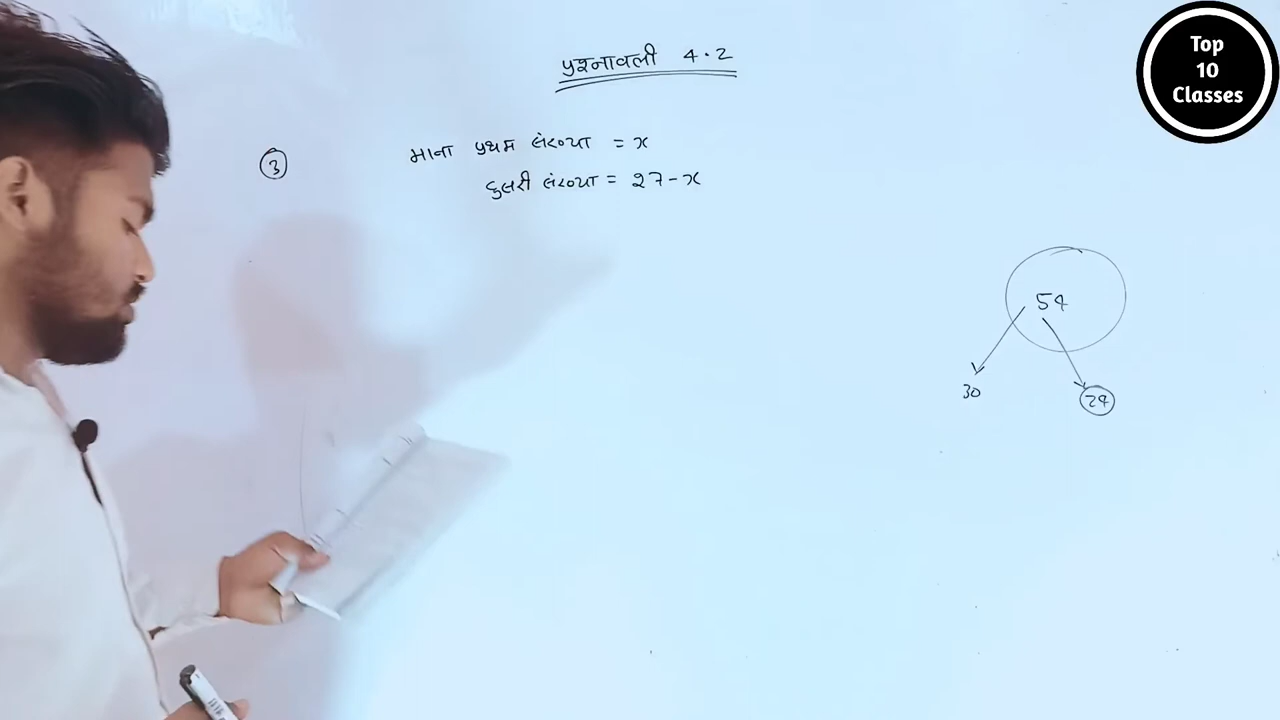 प्रश्नावली 4.2
③ माना प्रथम संख्या = x
दुसरी संख्या = 27-x
54
30
24
Top
10
Classes